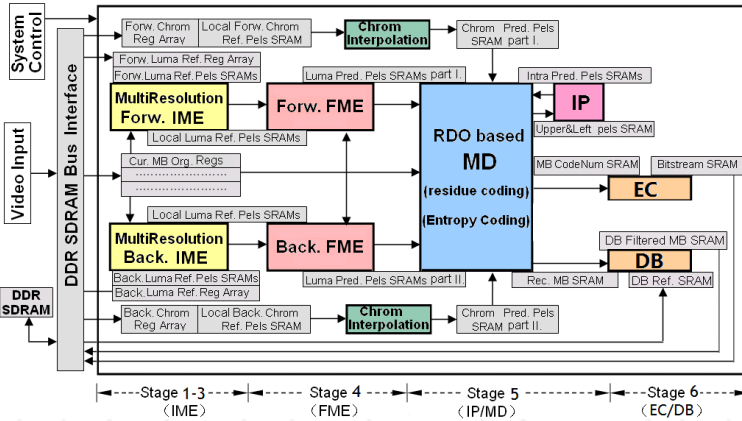 System
Control
Video Input
DDR SDRAM Bus Interface
DDR
SDRAM
Forw. Chrom
Reg Array
Local Forw. Chrom
Ref. Pels SRAM
Chrom
Interpolation
Chrom Pred. Pels
SRAM
part I.
Forw. Luma Ref. Reg Array
Forw.Luma Ref. Pels SRAMs
Luma Pred. Pels SRAMs part I.
Intra Pred. Pels SRAMs
MultiResolution
Forw. IME
Forw. FME
RDO based
MD
(residue coding)
(Entropy Coding)
IP
Upper&Left pels SRAM
Local Luma Ref. Pels SRAMs
Cur. MB Org. Regs
MB CodeNum SRAM
Bitstream SRAM
EC
Local Luma Ref. Pels SRAMs
MultiResolution
Back. IME
Back. FME
DB Filtered MB SRAM
DB
Back.Luma Ref.Pels SRAMs
Back.Luma Ref.Reg Array
Luma Pred. Pels SRAMs part II.
Rec. MB SRAM
DB Ref. SRAM
Back. Chrom
Reg Array
Local Back. Chrom
Ref. Pels SRAM
Chrom
Interpolation
Chrom Pred. Pels
SRAM part II.
Stage 1-3
(IME)
Stage 4
(FME)
Stage 5
(IP/MD)
Stage 6
(EC/DB)